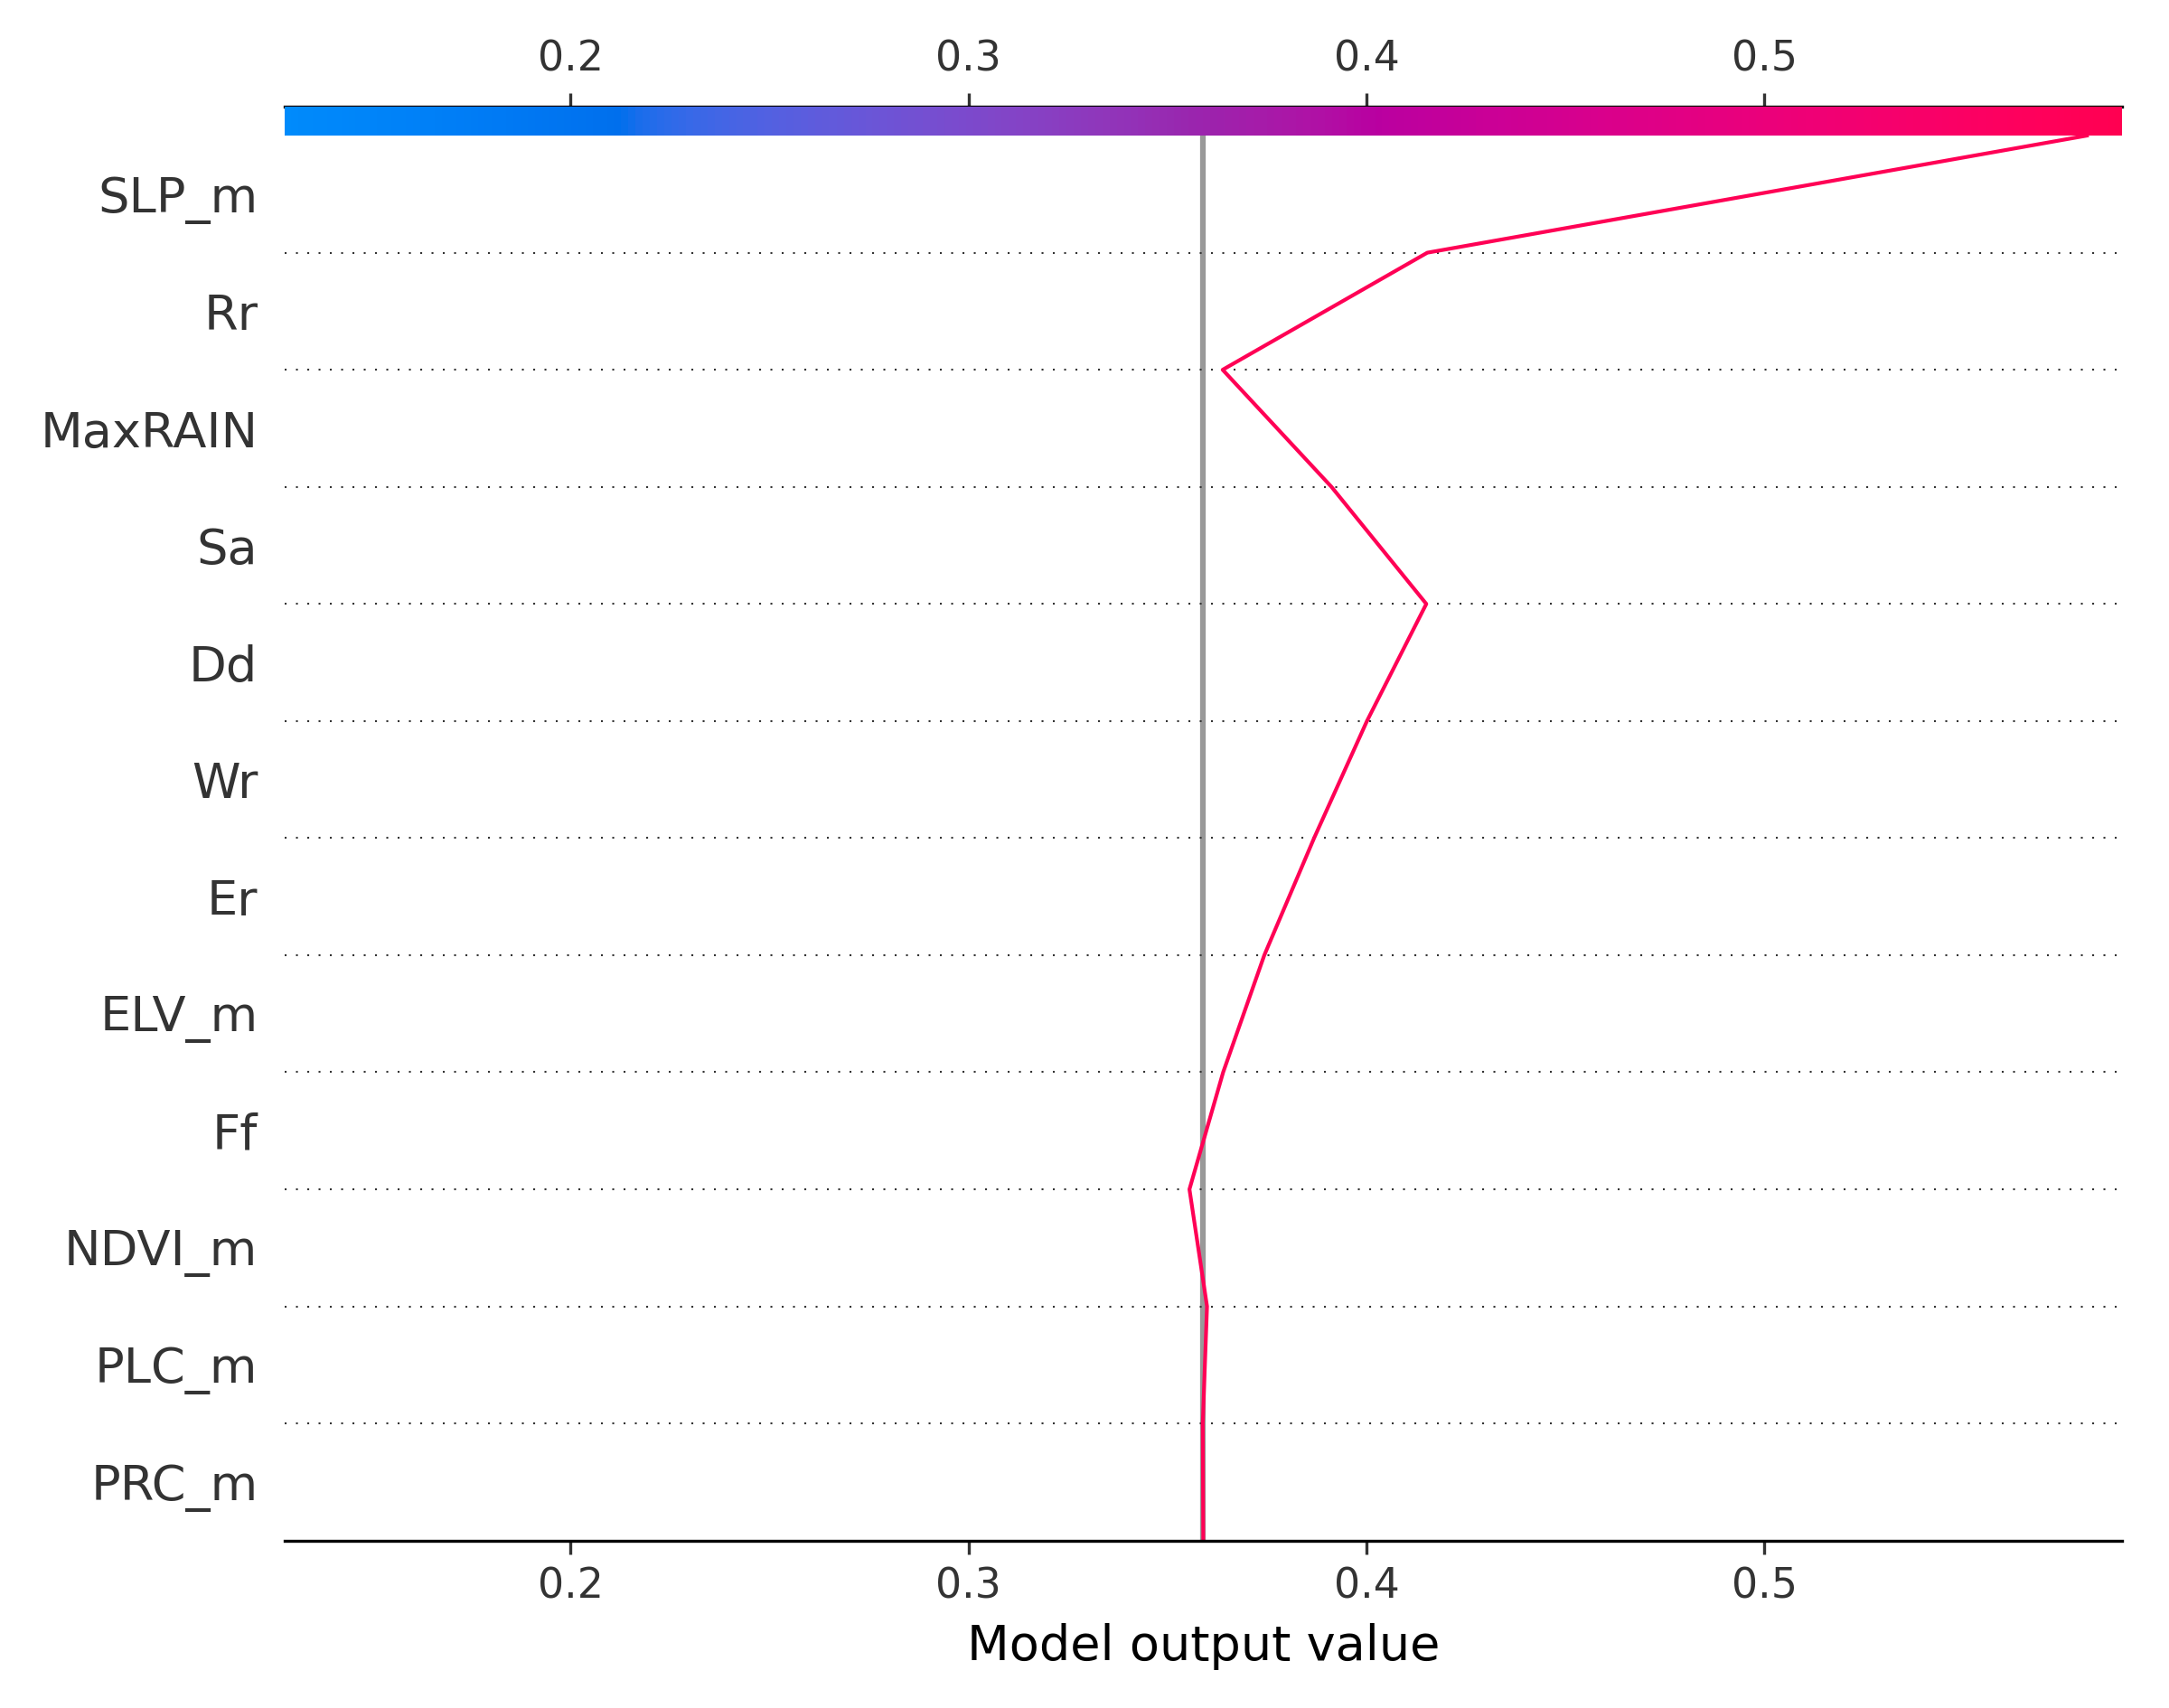 0.2 0.3 0.4 0.5
SLP_m
Rr
MaxRAIN
Sa
Dd
Wr
Er
ELV_m
Ff
NDVI_m
PLC_m
PRC_m
0.2 0.3 0.4 0.5
Model output value